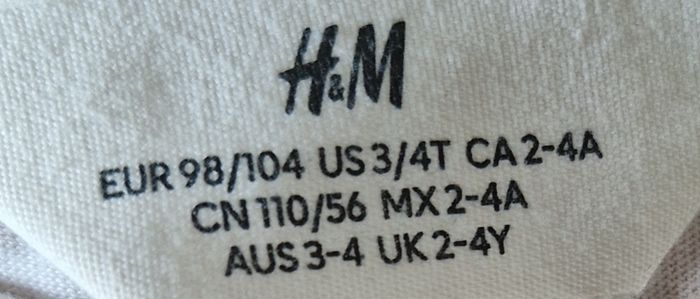 H&M
EUR 98/104 US 3/4T CA 2-4A
CN 110/56 MX 2-4A
AUS 3-4 UK 2-4Y